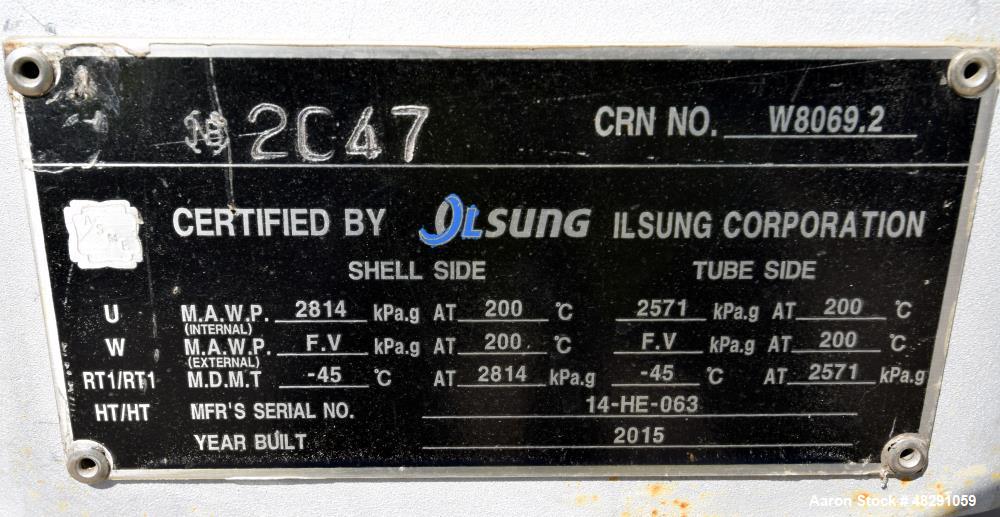 NB 2C47 CRN NO. W8069.2
ASME CERTIFIED BY ILSUNG ILSUNG CORPORATION
SHELL SIDE TUBE SIDE
U M.A.W.P. 2814 kPa.g AT 200 °C 2571 kPa.g AT 200 °C
(INTERNAL)
W M.A.W.P. F.V kPa.g AT 200 °C F.V kPa.g AT 200 °C
(EXTERNAL)
RT1/RT1 M.D.M.T -45 °C AT 2814 kPa.g -45 °C AT 2571 kPa.g
HT/HT MFR'S SERIAL NO. 14-HE-063
YEAR BUILT 2015
Aaron Stock # 48291059